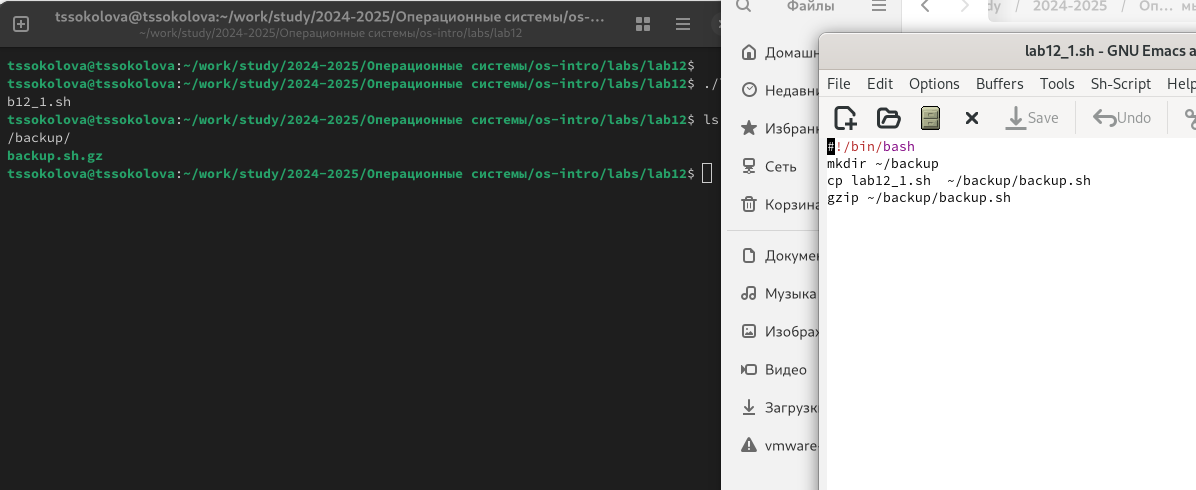 tssokolova@tssokolova:~/work/study/2024-2025/Операционные системы/os-...
~/work/study/2024-2025/Операционные системы/os-intro/labs/lab12
tssokolova@tssokolova:~/work/study/2024-2025/Операционные системы/os-intro/labs/lab12$
tssokolova@tssokolova:~/work/study/2024-2025/Операционные системы/os-intro/labs/lab12$ ./
b12_1.sh
tssokolova@tssokolova:~/work/study/2024-2025/Операционные системы/os-intro/labs/lab12$ ls
/backup/
backup.sh.gz
tssokolova@tssokolova:~/work/study/2024-2025/Операционные системы/os-intro/labs/lab12$
Файлы
dy / 2024-2025 / Оп... мы
Домашн
Недавни
Избранн
Сеть
Корзина
Докумен
Музыка
Изображ
Видео
Загрузк
vmware-
lab12_1.sh - GNU Emacs a
File Edit Options Buffers Tools Sh-Script Help
Save Undo
#!/bin/bash
mkdir ~/backup
cp lab12_1.sh  ~/backup/backup.sh
gzip ~/backup/backup.sh